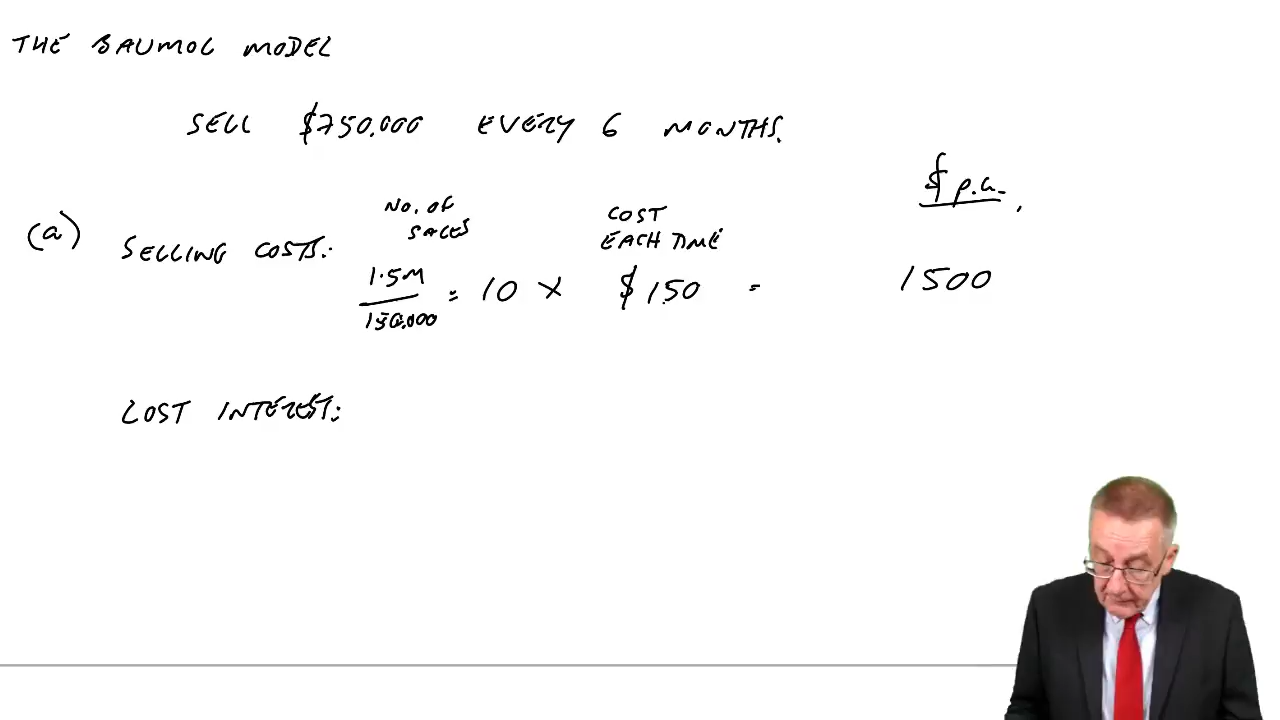 THE BAUMOL MODEL
SELL $750.000 EVERY 6 MONTHS.
$ p.a.
(a) SELLING COSTS:
NO. OF SALES
COST EACH TIME
1.5M / 150.000 = 10 × $150 = 1500
LOST INTEREST: